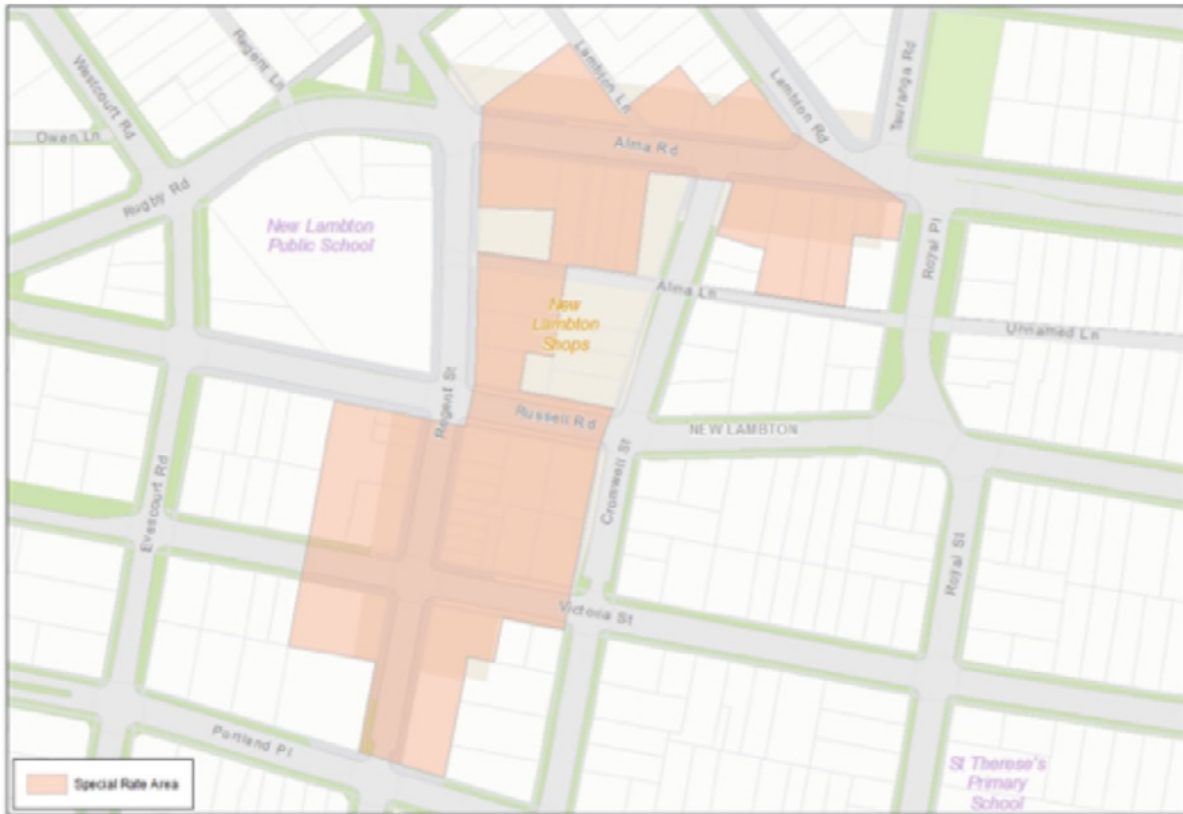 Westcourt Rd
Regent Ln
Lambton Ln
Lambton Rd
Tauranga Rd
Owen Ln
Alma Rd
Rugby Rd
New Lambton
Public School
Royal Pl
Alma Ln
New
Lambton
Shops
Unnamed Ln
Regent St
Russell Rd
NEW LAMBTON
Cromwell St
Evescourt Rd
Royal St
Victoria St
Portland Pl
St Therese's
Primary
School
Special Rate Area